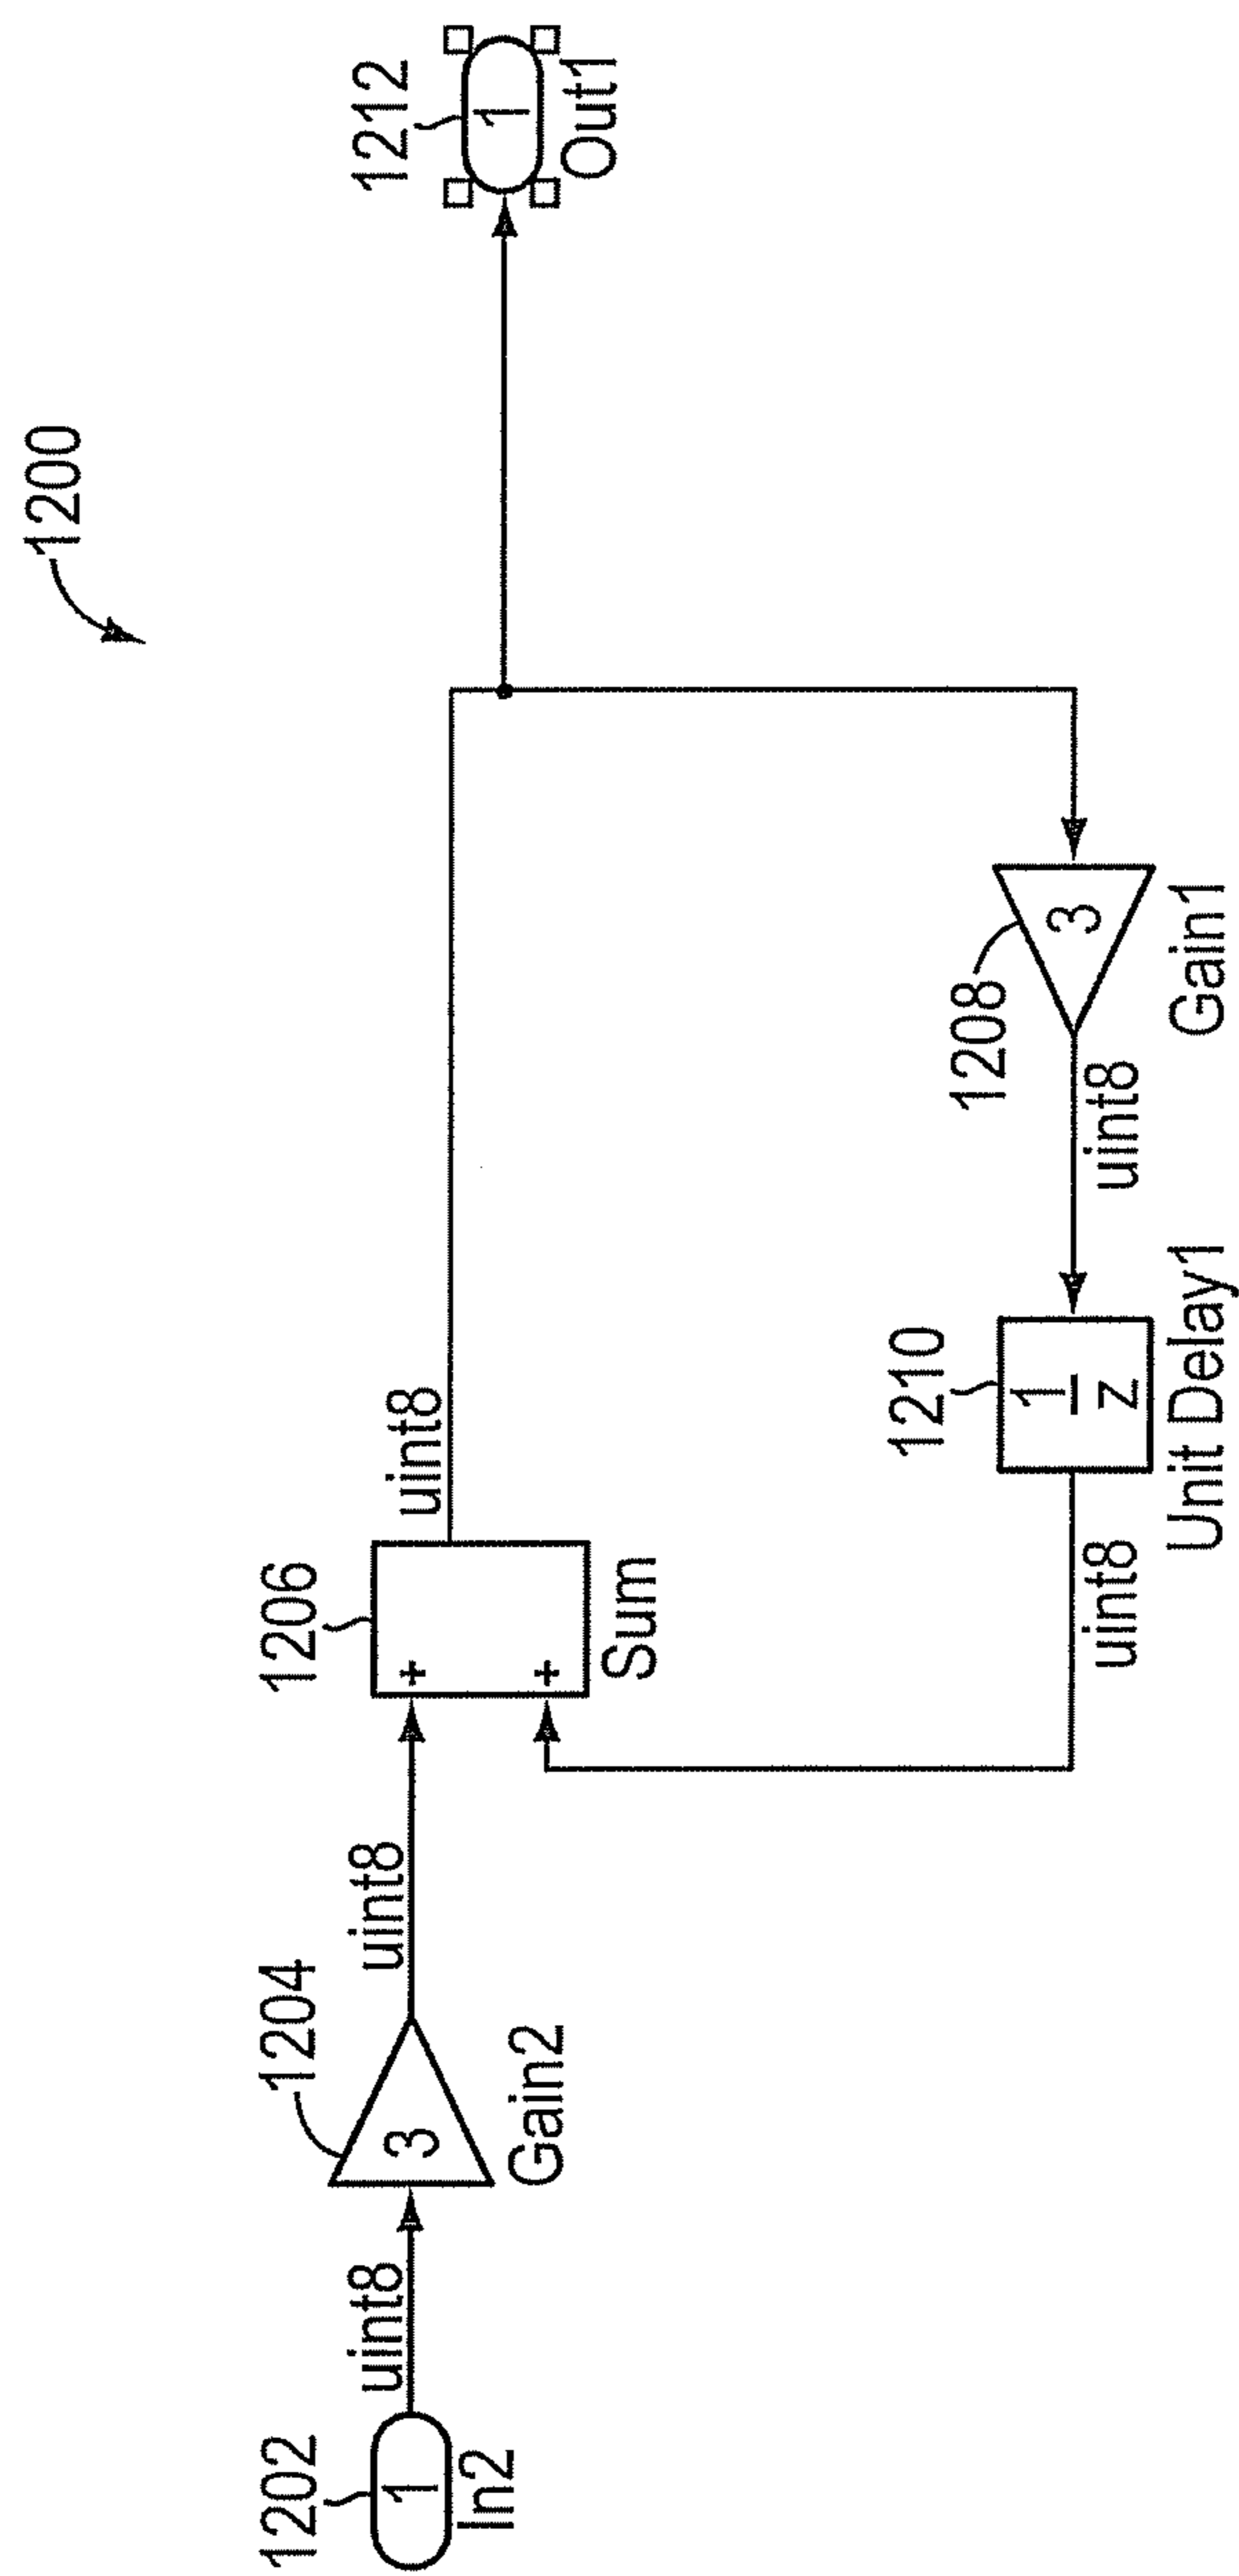 1200
1202
1
In2
uint8
1204
3
Gain2
uint8
1206
+
+
Sum
uint8
1212
1
Out1
1208
3
Gain1
uint8
1210
1
z
Unit Delay1
uint8